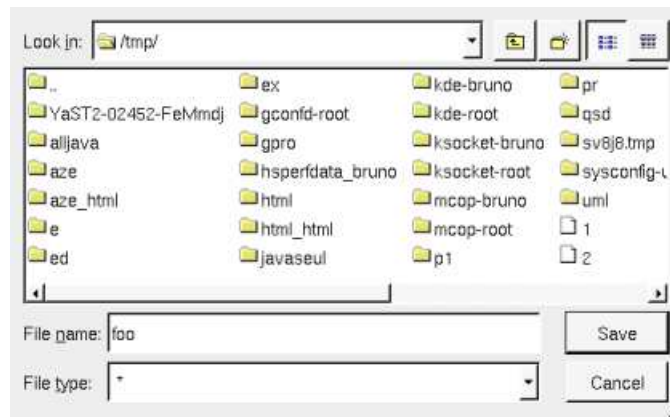 Look in: /tmp/
.. ex kde-bruno pr
YaST2-02452-FeMmdj gconfd-root kde-root qsd
alljava gpro ksocket-bruno sv8j8.tmp
aze hsperfdata_bruno ksocket-root sysconfig-u
aze_html html mcop-bruno uml
e html_html mcop-root 1
ed javaseul p1 2
File name: foo Save
File type: * Cancel